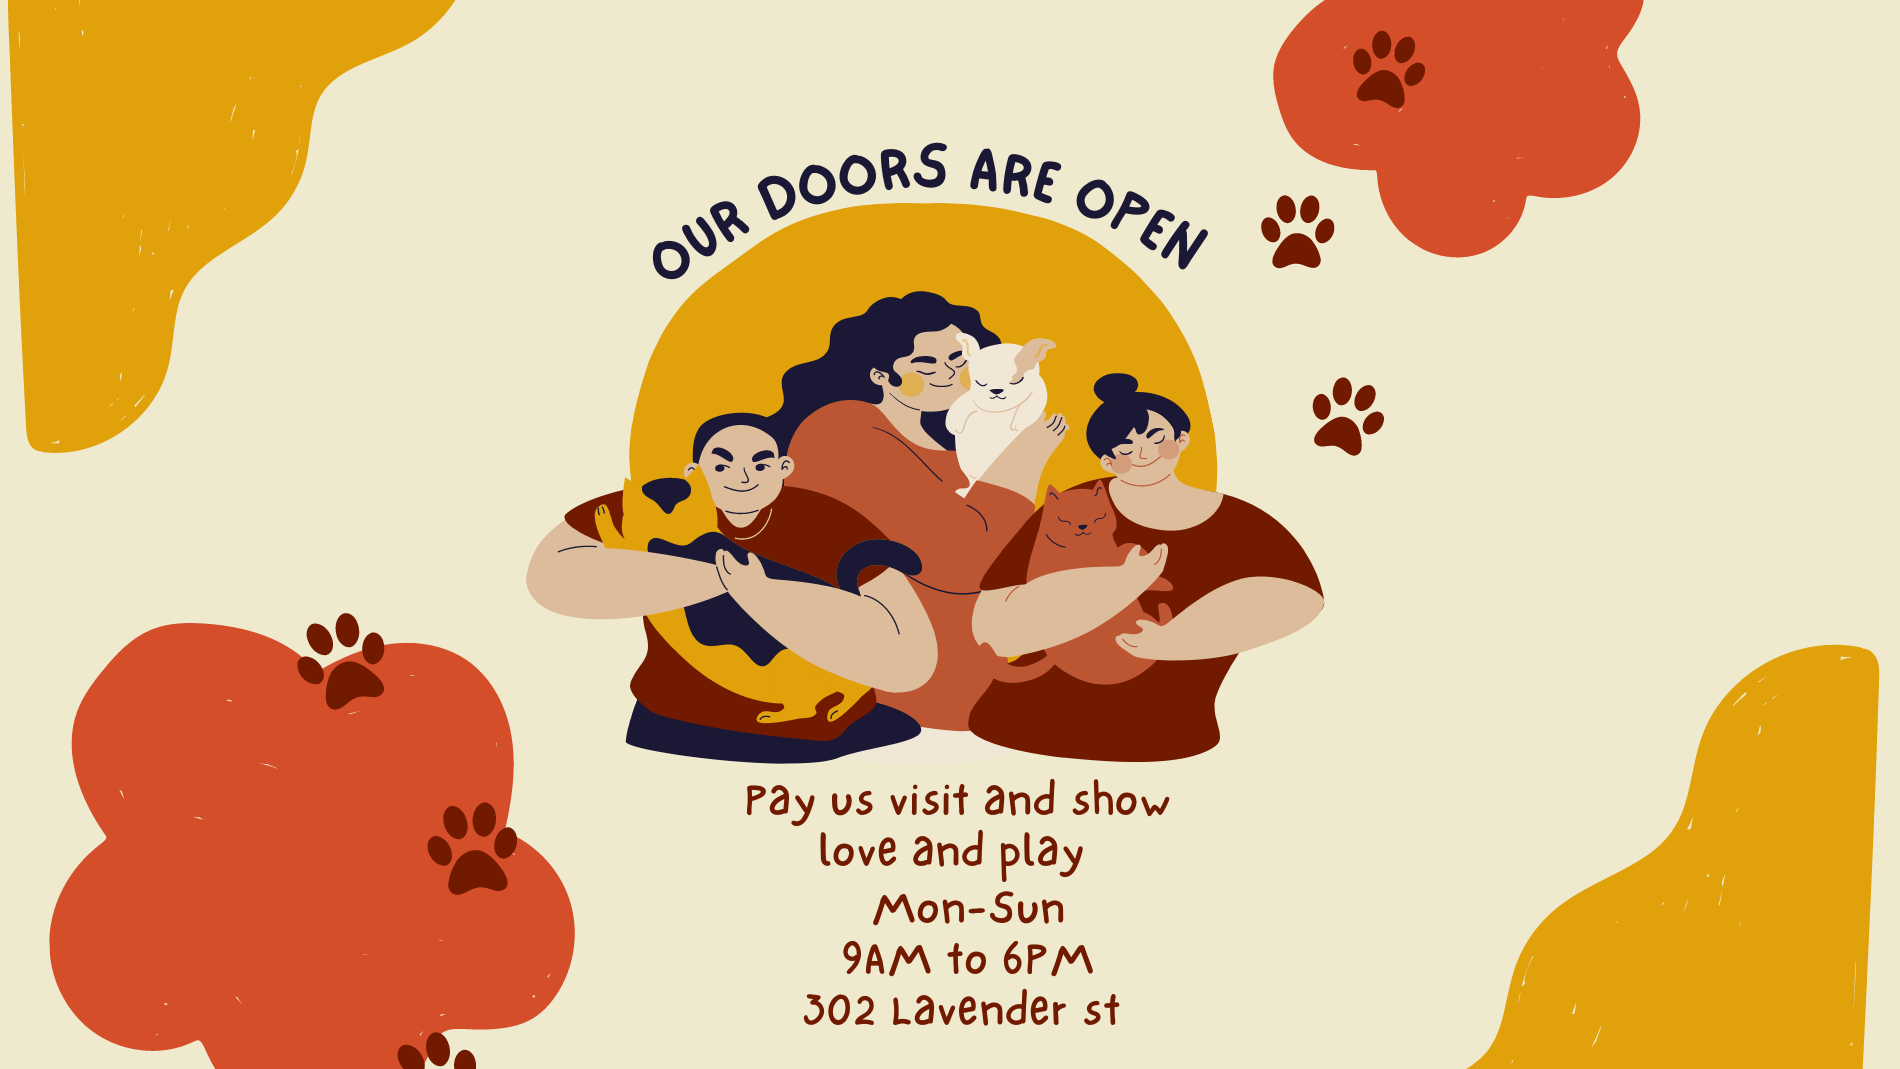 OUR DOORS ARE OPEN
Pay us visit and show
love and play
Mon-Sun
9AM to 6PM
302 Lavender st